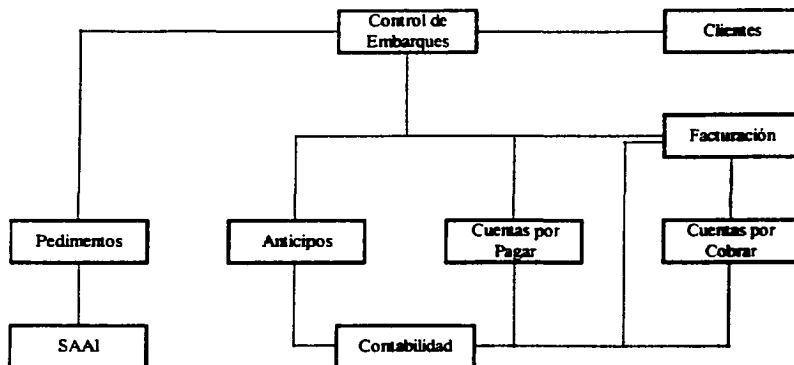 Control de
Embarques
Clientes
Facturación
Pedimentos
Anticipos
Cuentas por
Pagar
Cuentas por
Cobrar
SAAI
Contabilidad